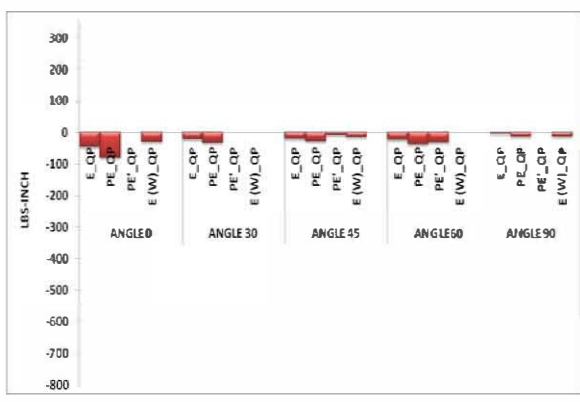 300
200
100
0
-100
-200
-300
-400
-500
-600
-700
-800
LBS-INCH
E_QP
PE_QP
PE'_QP
E (W)_QP
E_QP
PE_QP
PE'_QP
E (W)_QP
E_QP
PE_QP
PE'_QP
E (W)_QP
E_QP
PE_QP
PE'_QP
E (W)_QP
E_QP
PE_QP
PE'_QP
E (W)_QP
ANGLE 0
ANGLE 30
ANGLE 45
ANGLE 60
ANGLE 90